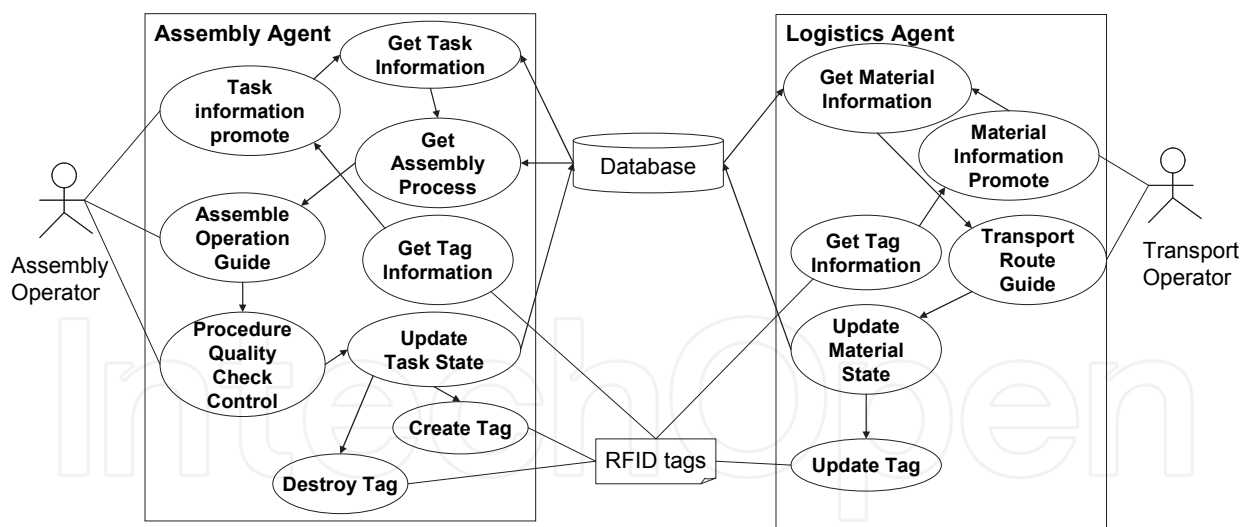 Assembly Agent
Get Task
Information
Task
information
promote
Get
Assembly
Process
Assemble
Operation
Guide
Get Tag
Information
Procedure
Quality
Check
Control
Update
Task State
Create Tag
Destroy Tag
Assembly
Operator
Database
RFID tags
Logistics Agent
Get Material
Information
Material
Information
Promote
Get Tag
Information
Transport
Route
Guide
Update
Material
State
Update Tag
Transport
Operator
IntechOpen